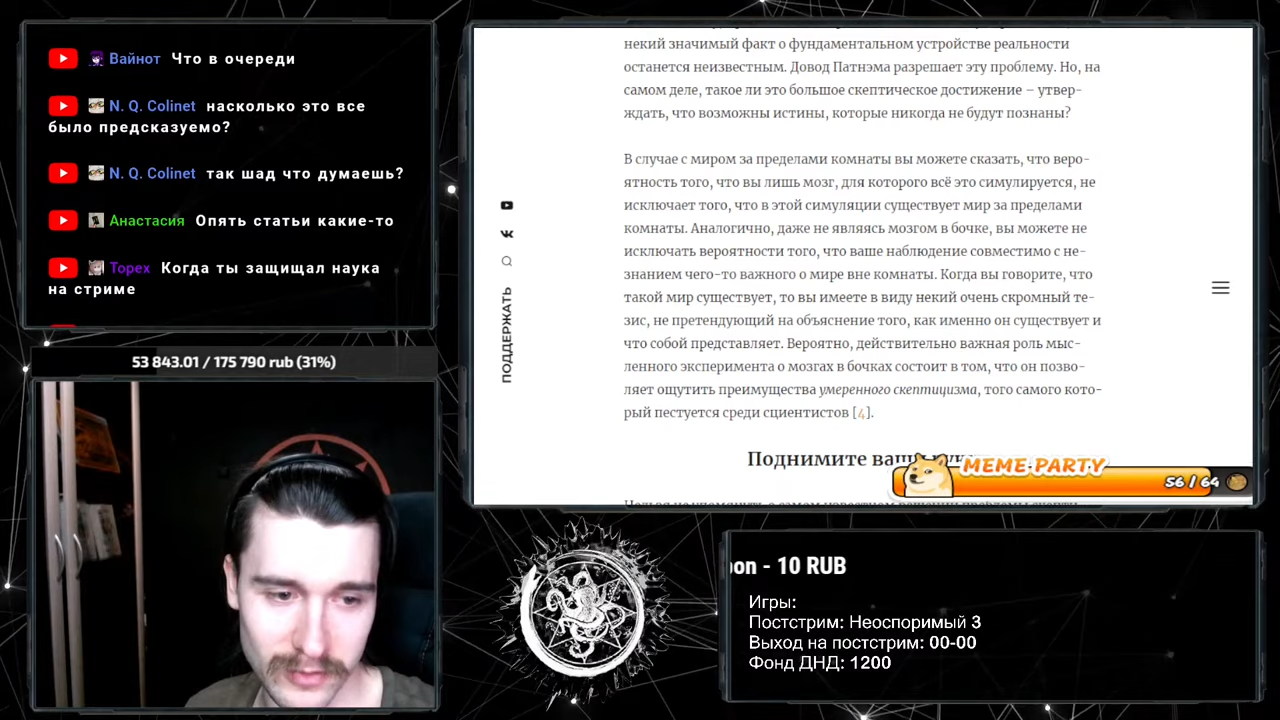 Вайнот Что в очереди
N. Q. Colinet насколько это все
было предсказуемо?
N. Q. Colinet так шад что думаешь?
Анастасия Опять статьи какие-то
Торех Когда ты защищал наука
на стриме
53 843.01 / 175 790 rub (31%)
некий значимый факт о фундаментальном устройстве реальности
останется неизвестным. Довод Патнэма разрешает эту проблему. Но, на
самом деле, такое ли это большое скептическое достижение – утвер-
ждать, что возможны истины, которые никогда не будут познаны?
В случае с миром за пределами комнаты вы можете сказать, что веро-
ятность того, что вы лишь мозг, для которого всё это симулируется, не
исключает того, что в этой симуляции существует мир за пределами
комнаты. Аналогично, даже не являясь мозгом в бочке, вы можете не
исключать вероятности того, что ваше наблюдение совместимо с не-
знанием чего-то важного о мире вне комнаты. Когда вы говорите, что
такой мир существует, то вы имеете в виду некий очень скромный те-
зис, не претендующий на объяснение того, как именно он существует и
что собой представляет. Вероятно, действительно важная роль мыс-
ленного эксперимента о мозгах в бочках состоит в том, что он позво-
ляет ощутить преимущества умеренного скептицизма, того самого кото-
рый пестуется среди сциентистов [4].
Поднимите
ПОДДЕРЖАТЬ
MEME PARTY
56 / 64
on - 10 RUB
Игры:
Постстрим: Неоспоримый 3
Выход на постстрим: 00-00
Фонд ДНД: 1200